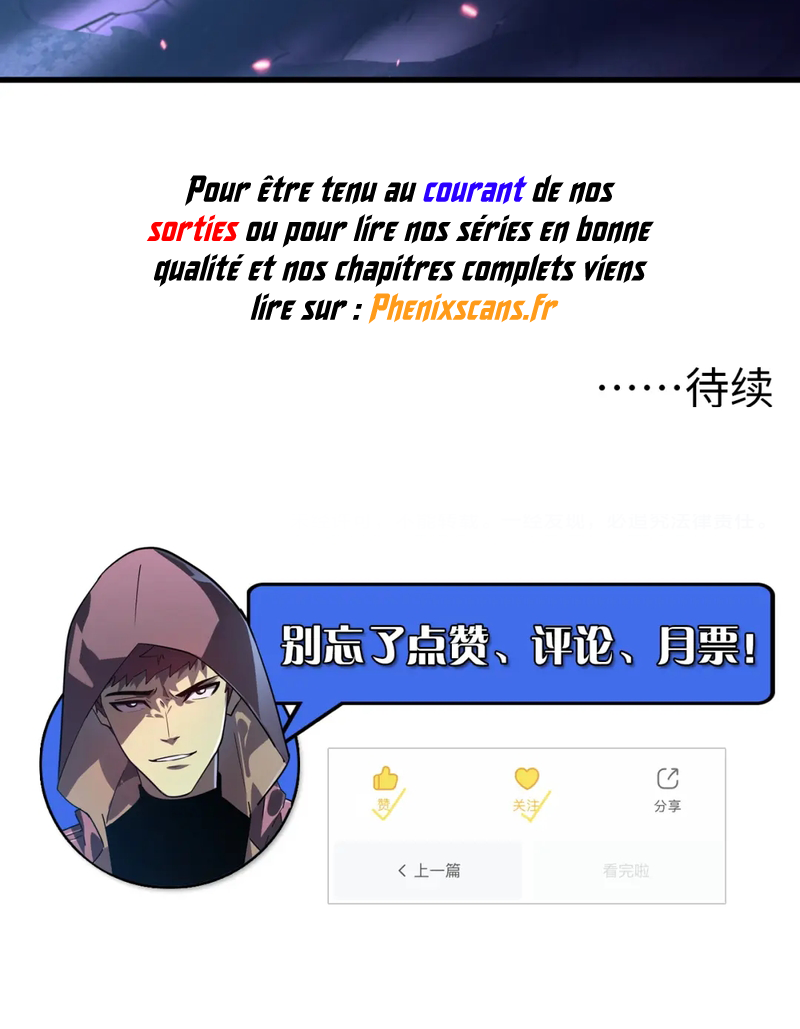 Pour être tenu au courant de nos
sorties ou pour lire nos séries en bonne
qualité et nos chapitres complets viens
lire sur : Phenixscans.fr
……待续
别忘了点赞、评论、月票!
赞 关注 分享
< 上一篇 看完啦